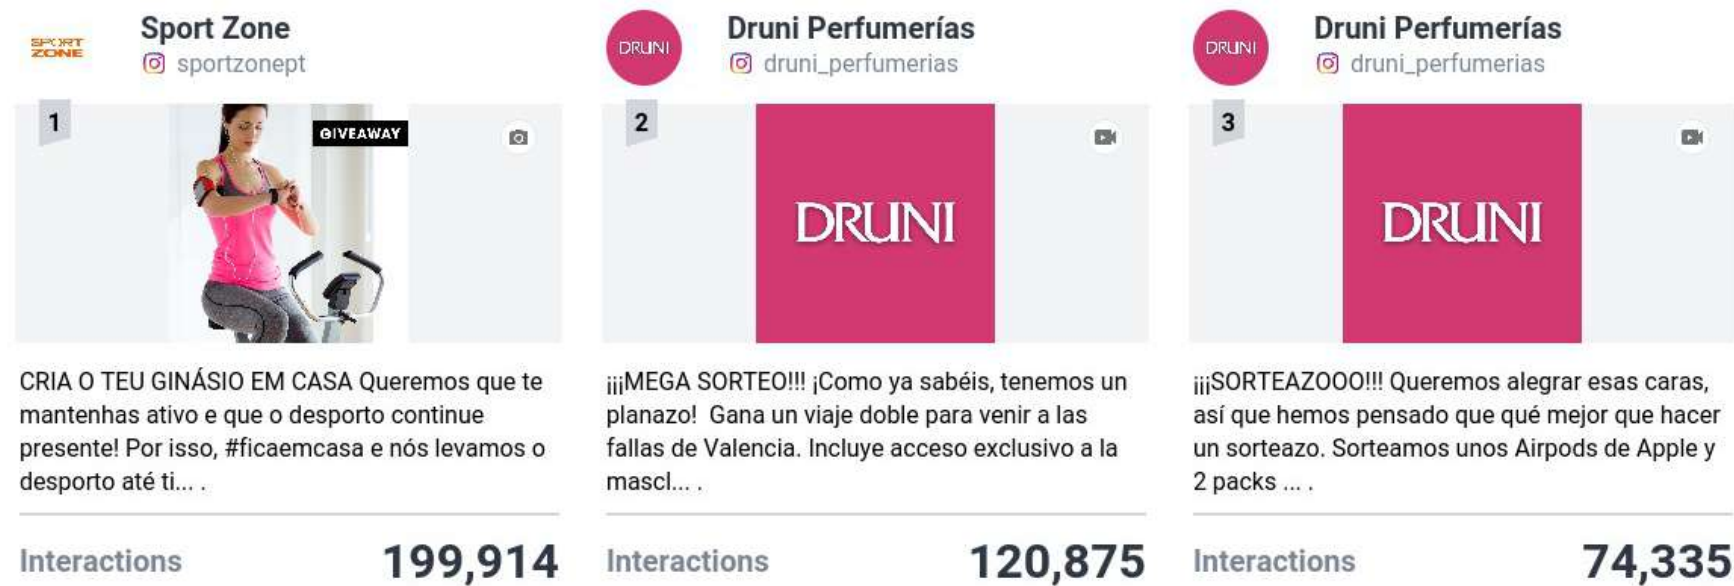 SPORT
ZONE
Sport Zone
sportzonept
1
GIVEAWAY
CRIA O TEU GINÁSIO EM CASA Queremos que te
mantenhas ativo e que o desporto continue
presente! Por isso, #ficaemcasa e nós levamos o
desporto até ti... .
Interactions 199,914
DRUNI
Druni Perfumerías
druni_perfumerias
2
DRUNI
¡¡¡MEGA SORTEO!!! ¡Como ya sabéis, tenemos un
planazo! Gana un viaje doble para venir a las
fallas de Valencia. Incluye acceso exclusivo a la
mascl... .
Interactions 120,875
DRUNI
Druni Perfumerías
druni_perfumerias
3
DRUNI
¡¡¡SORTEAZOOO!!! Queremos alegrar esas caras,
así que hemos pensado que qué mejor que hacer
un sorteazo. Sorteamos unos Airpods de Apple y
2 packs ... .
Interactions 74,335